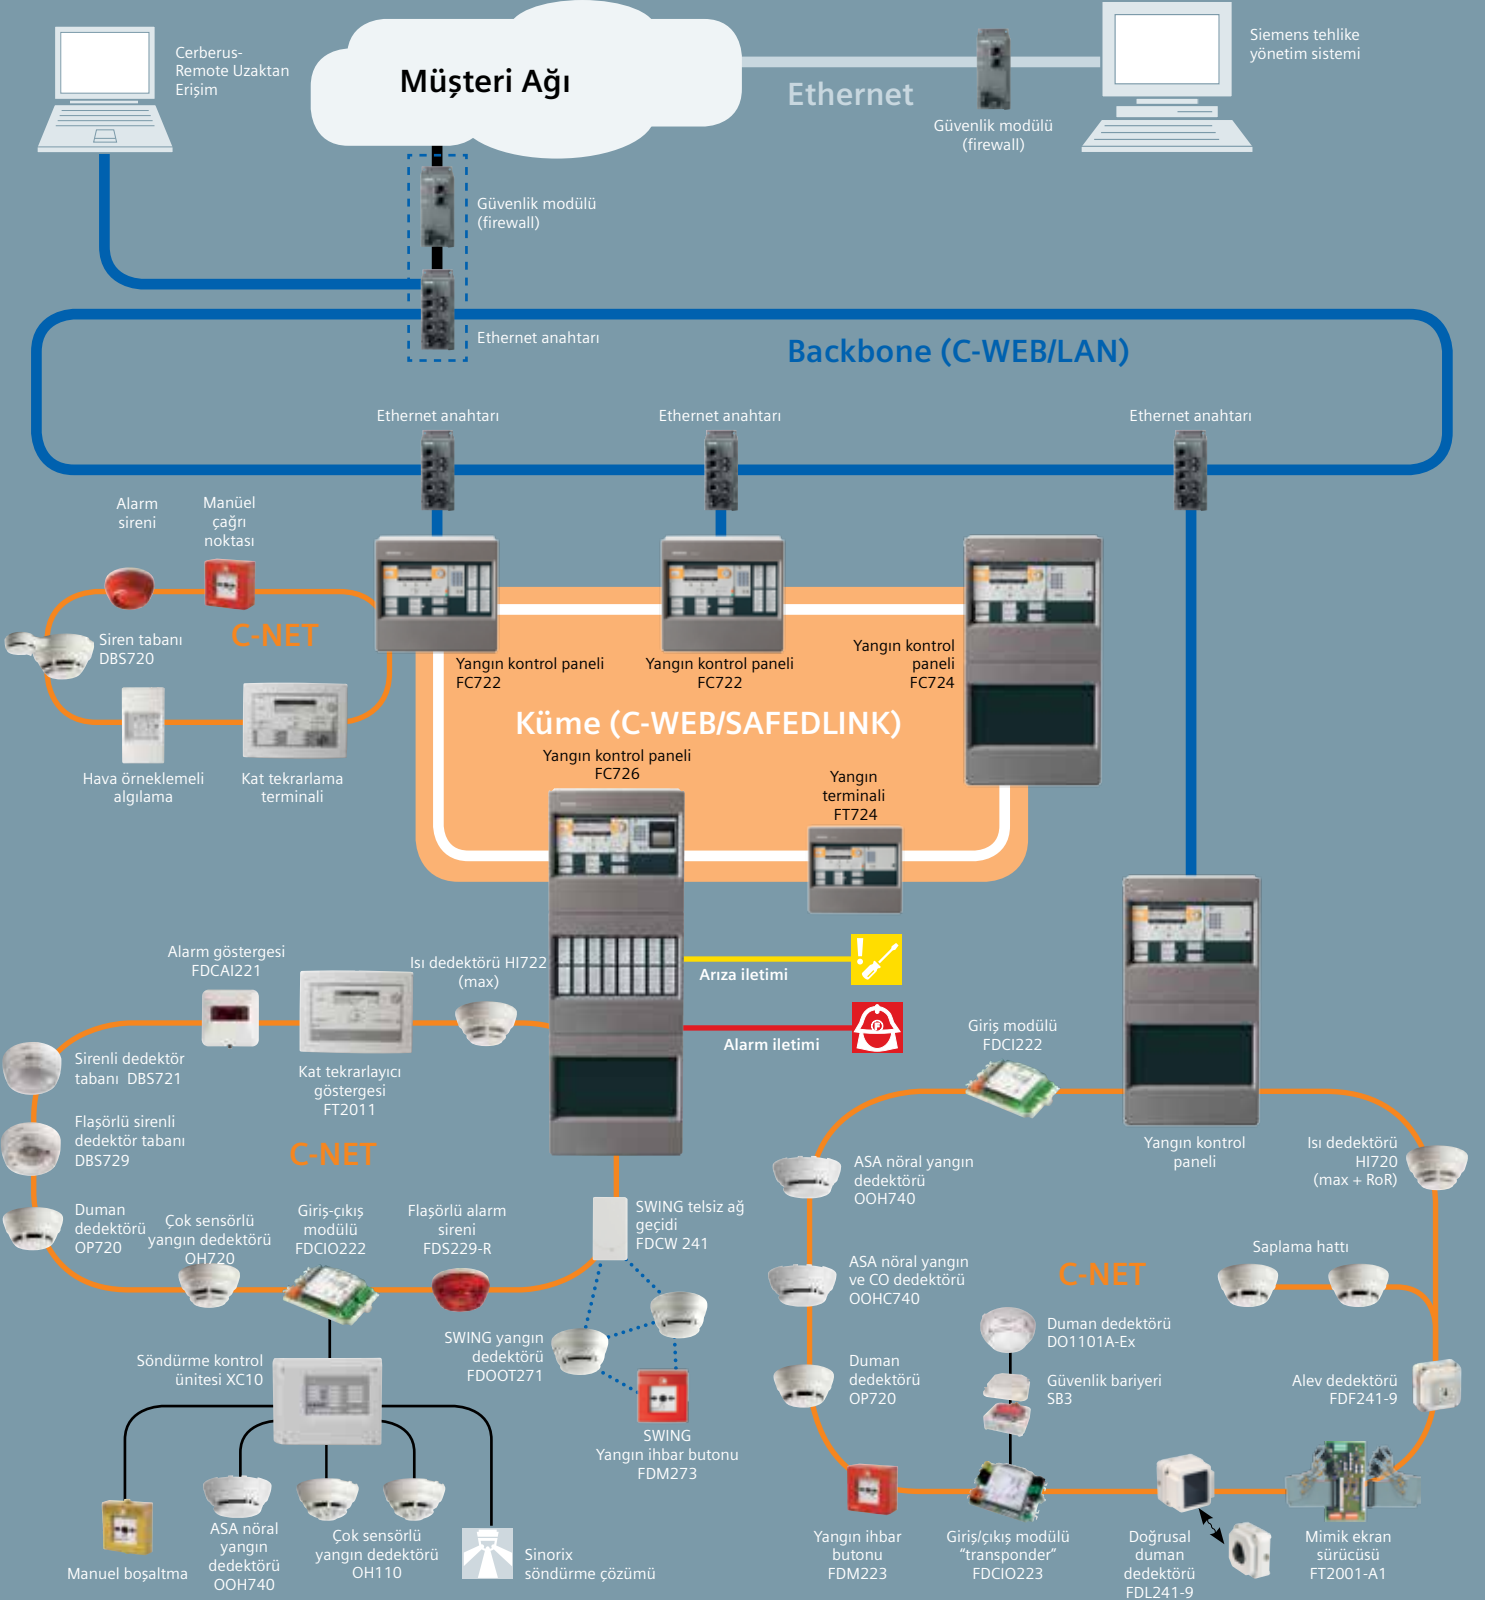 Cerberus-
Remote Uzaktan
Erişim
Müşteri Ağı
Ethernet
Güvenlik modülü
(firewall)
Siemens tehlike
yönetim sistemi
Güvenlik modülü
(firewall)
Ethernet anahtarı
Backbone (C-WEB/LAN)
Ethernet anahtarı
Ethernet anahtarı
Ethernet anahtarı
Alarm
sireni
Manüel
çağrı
noktası
C-NET
Siren tabanı
DBS720
Hava örneklemeli
algılama
Kat tekrarlama
terminali
Yangın kontrol paneli
FC722
Yangın kontrol paneli
FC722
Yangın kontrol
paneli
FC724
Küme (C-WEB/SAFEDLINK)
Yangın kontrol paneli
FC726
Yangın
terminali
FT724
Arıza iletimi
Alarm iletimi
Alarm göstergesi
FDCAI221
Isı dedektörü HI722
(max)
Sirenli dedektör
tabanı DBS721
Kat tekrarlayıcı
göstergesi
FT2011
Flaşörlü sirenli
dedektör tabanı
DBS729
C-NET
Duman
dedektörü
OP720
Çok sensörlü
yangın dedektörü
OH720
Giriş-çıkış
modülü
FDCIO222
Flaşörlü alarm
sireni
FDS229-R
SWING telsiz ağ
geçidi
FDCW 241
SWING yangın
dedektörü
FDOOT271
SWING
Yangın ihbar butonu
FDM273
Söndürme kontrol
ünitesi XC10
Manuel boşaltma
ASA nöral
yangın
dedektörü
OOH740
Çok sensörlü
yangın dedektörü
OH110
Sinorix
söndürme çözümü
Giriş modülü
FDCI222
Yangın kontrol
paneli
Isı dedektörü
HI720
(max + RoR)
ASA nöral yangın
dedektörü
OOH740
ASA nöral yangın
ve CO dedektörü
OOHC740
Duman
dedektörü
OP720
C-NET
Saplama hattı
Duman dedektörü
DO1101A-Ex
Güvenlik bariyeri
SB3
Alev dedektörü
FDF241-9
Yangın ihbar
butonu
FDM223
Giriş/çıkış modülü
“transponder”
FDCIO223
Doğrusal
duman
dedektörü
FDL241-9
Mimik ekran
sürücüsü
FT2001-A1